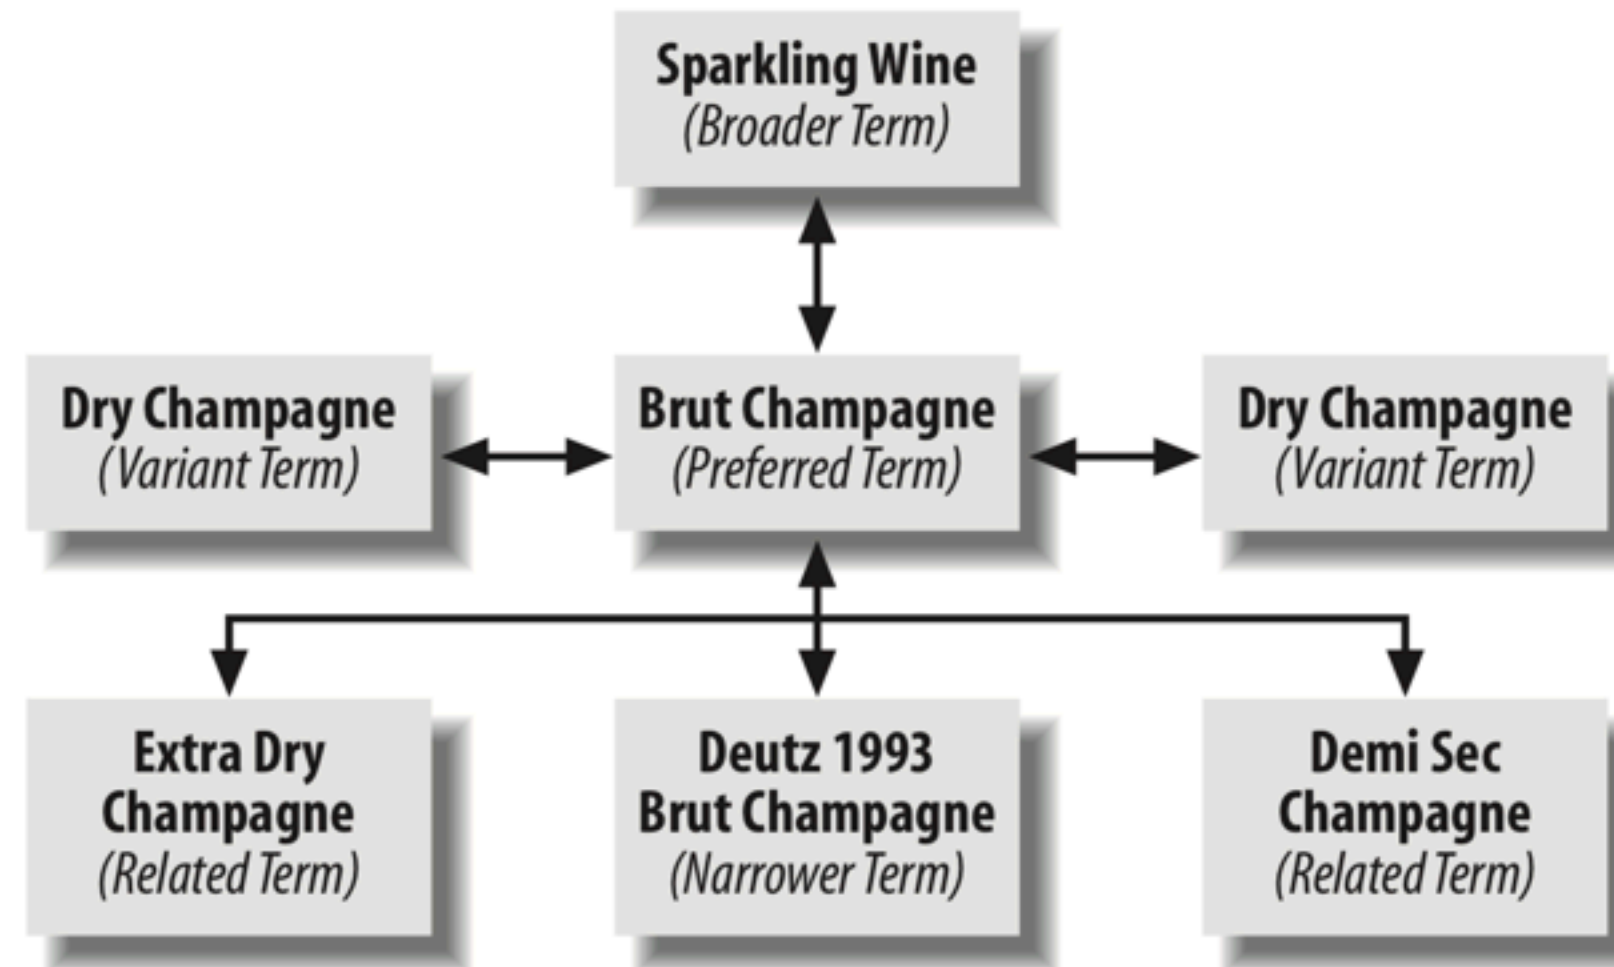 Sparkling Wine
(Broader Term)
Dry Champagne
(Variant Term)
Brut Champagne
(Preferred Term)
Dry Champagne
(Variant Term)
Extra Dry
Champagne
(Related Term)
Deutz 1993
Brut Champagne
(Narrower Term)
Demi Sec
Champagne
(Related Term)